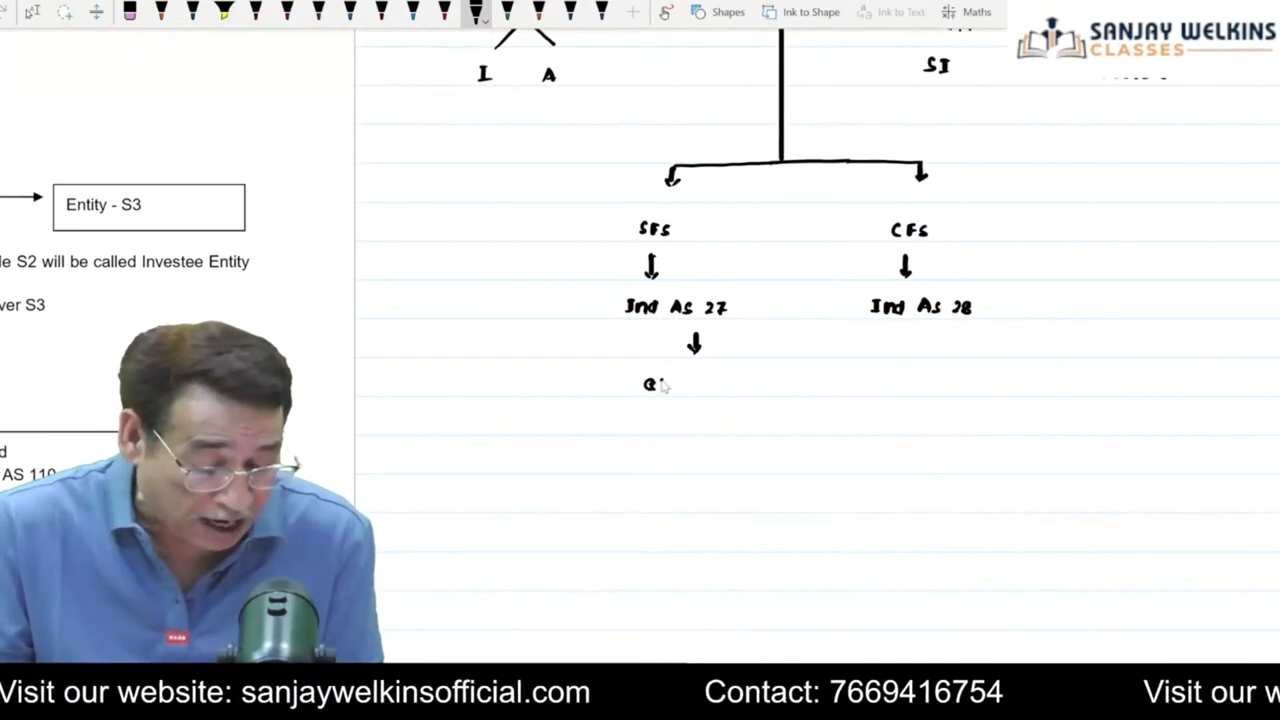 Shapes Ink to Shape Ink to Text Maths
SANJAY WELKINS
CLASSES
I A
SI
Entity - S3
SFS CFS
S2 will be called Investee Entity
Ind As 27 Ind As 28
S3
AS 110
Visit our website: sanjaywelkinsofficial.com Contact: 7669416754 Visit our w